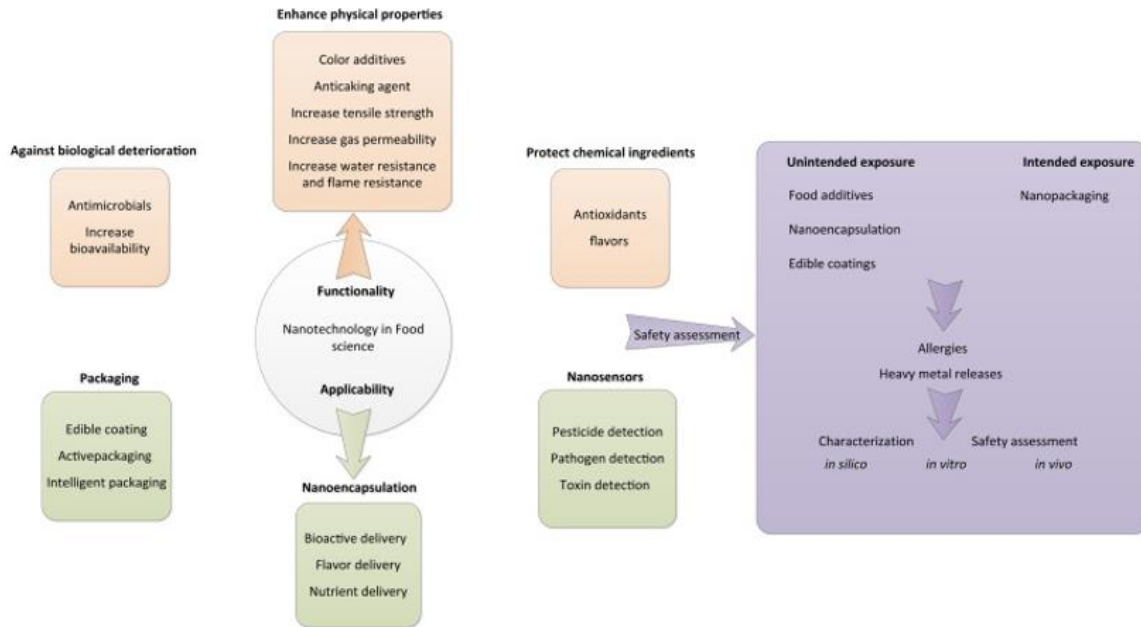 Enhance physical properties
Color additives
Anticaking agent
Increase tensile strength
Increase gas permeability
Increase water resistance
and flame resistance
Against biological deterioration
Antimicrobials
Increase
bioavailability
Protect chemical ingredients
Antioxidants
flavors
Functionality
Nanotechnology in Food
science
Applicability
Packaging
Edible coating
Activepackaging
Intelligent packaging
Nanoencapsulation
Bioactive delivery
Flavor delivery
Nutrient delivery
Nanosensors
Pesticide detection
Pathogen detection
Toxin detection
Safety assessment
Unintended exposure
Intended exposure
Food additives
Nanopackaging
Nanoencapsulation
Edible coatings
Allergies
Heavy metal releases
Characterization
Safety assessment
in silico
in vitro
in vivo